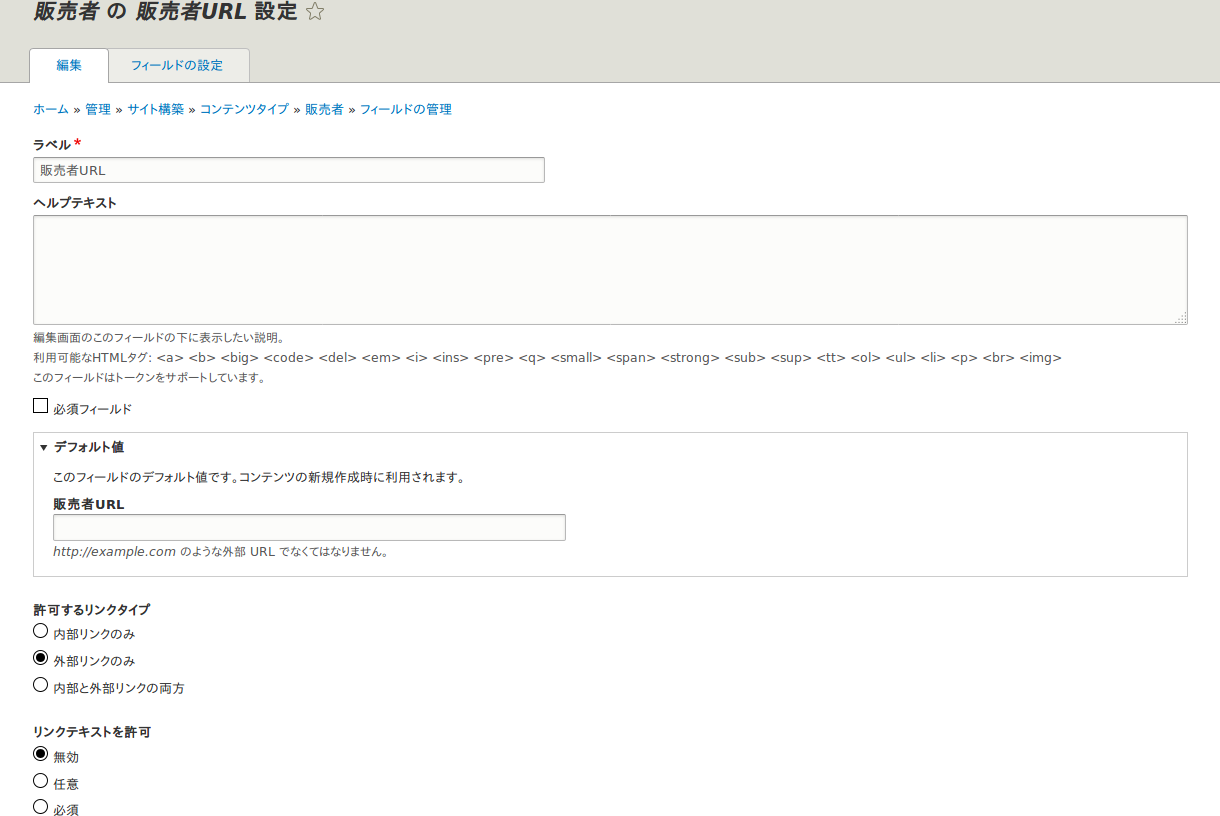 販売者 の 販売者URL 設定
編集 フィールドの設定
ホーム » 管理 » サイト構築 » コンテンツタイプ » 販売者 » フィールドの管理
ラベル*
販売者URL
ヘルプテキスト
編集画面のこのフィールドの下に表示したい説明。
利用可能なHTMLタグ: <a> <b> <big> <code> <del> <em> <i> <ins> <pre> <q> <small> <span> <strong> <sub> <sup> <tt> <ol> <ul> <li> <p> <br> <img>
このフィールドはトークンをサポートしています。
必須フィールド
▼ デフォルト値
このフィールドのデフォルト値です。コンテンツの新規作成時に利用されます。
販売者URL
http://example.com のような外部 URL でなくてはなりません。
許可するリンクタイプ
内部リンクのみ
外部リンクのみ
内部と外部リンクの両方
リンクテキストを許可
無効
任意
必須